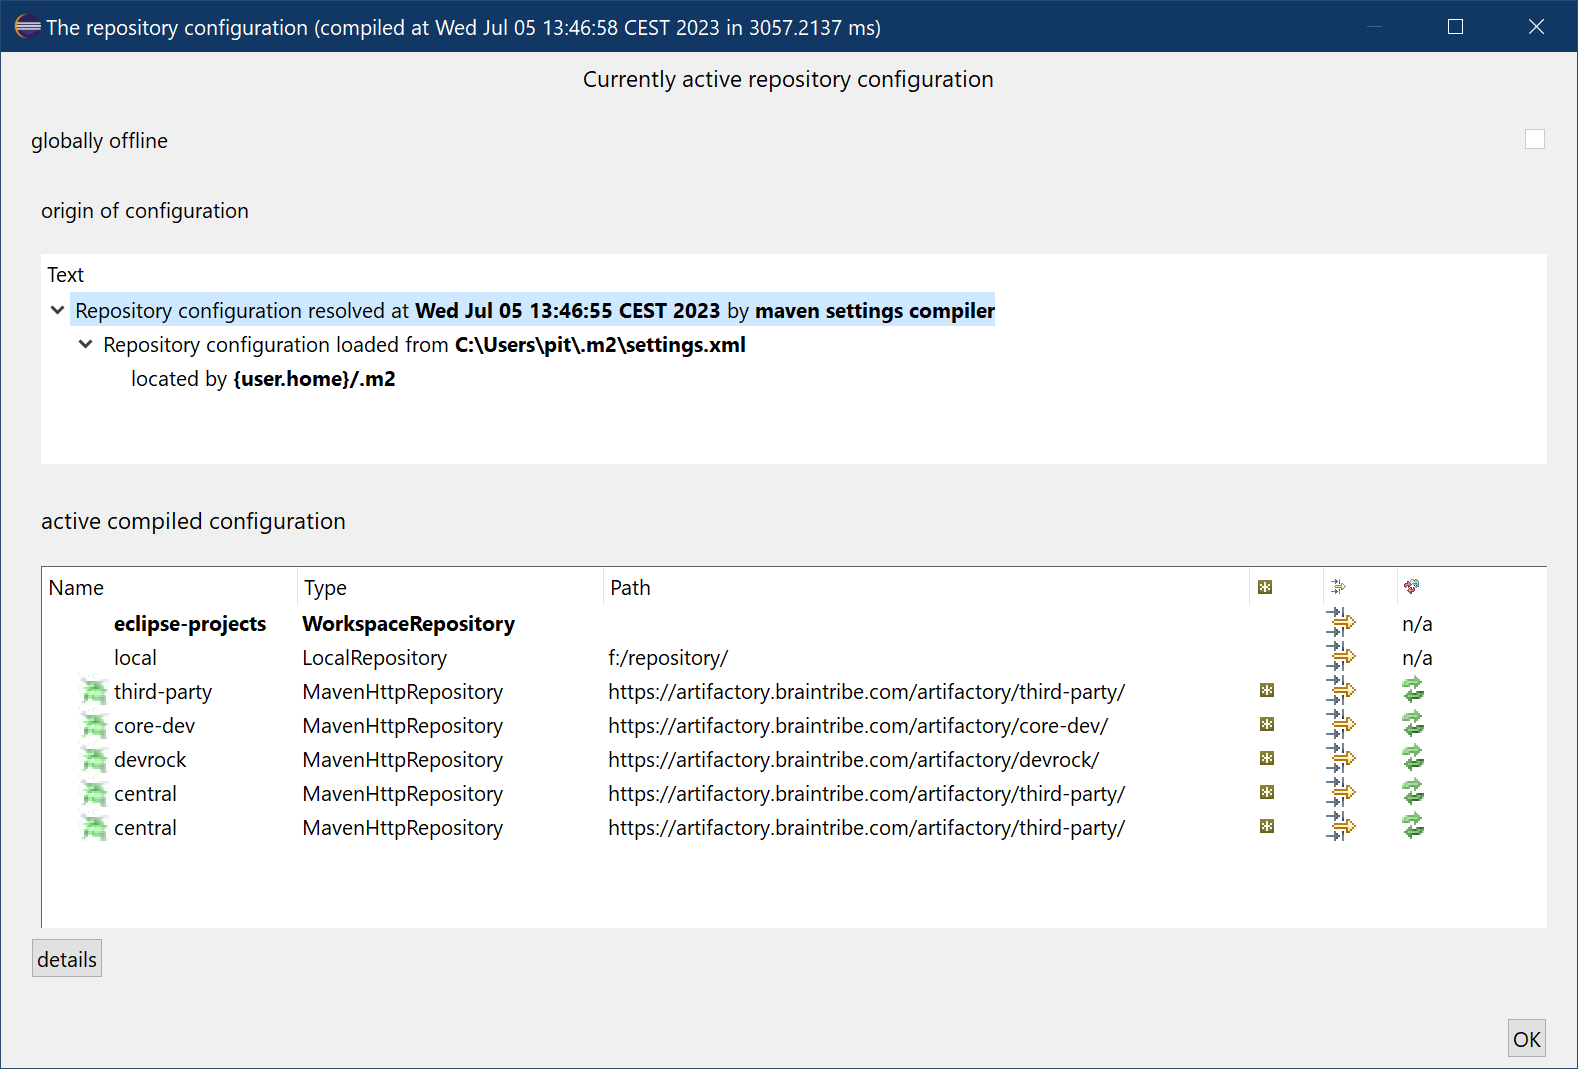 The repository configuration (compiled at Wed Jul 05 13:46:58 CEST 2023 in 3057.2137 ms)
Currently active repository configuration
globally offline
origin of configuration
Text
Repository configuration resolved at Wed Jul 05 13:46:55 CEST 2023 by maven settings compiler
Repository configuration loaded from C:\Users\pit\.m2\settings.xml
located by {user.home}/.m2
active compiled configuration
Name Type Path
eclipse-projects WorkspaceRepository n/a
local LocalRepository f:/repository/ n/a
third-party MavenHttpRepository https://artifactory.braintribe.com/artifactory/third-party/
core-dev MavenHttpRepository https://artifactory.braintribe.com/artifactory/core-dev/
devrock MavenHttpRepository https://artifactory.braintribe.com/artifactory/devrock/
central MavenHttpRepository https://artifactory.braintribe.com/artifactory/third-party/
central MavenHttpRepository https://artifactory.braintribe.com/artifactory/third-party/
details
OK